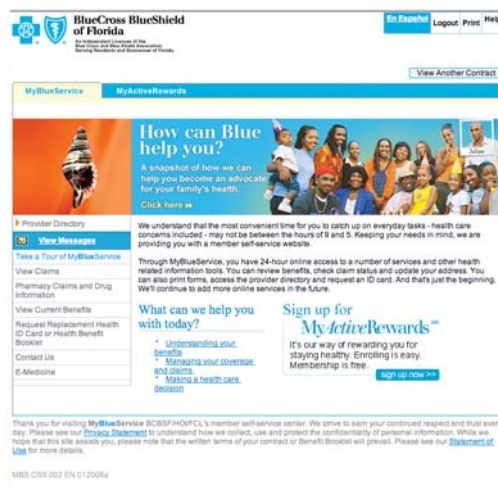 BlueCross BlueShield
of Florida
An Independent Licensee of the
Blue Cross and Blue Shield Association
Serving Residents and Businesses of Florida
En Español Logout Print Help
View Another Contract
MyBlueService MyActiveRewards
How can Blue
help you?
A snapshot of how we can
help you become an advocate
for your family's health.
Click here
Provider Directory
View Messages
Take a Tour of MyBlueService
View Claims
Pharmacy Claims and Drug
Information
View Current Benefits
Request Replacement Health
ID Card or Health Benefit
Booklet
Contact Us
E-Medicine
We understand that the most convenient time for you to catch up on everyday tasks - health care
concerns included - may not be between the hours of 9 and 5. Keeping your needs in mind, we are
providing you with a member self-service website.
Through MyBlueService, you have 24-hour online access to a number of services and other health
related information tools. You can review benefits, check claim status and update your address. You
can also print forms, access the provider directory and request an ID card. And that's just the beginning.
We'll continue to add more online services in the future.
What can we help you
with today?
* Understanding your
benefits
* Managing your coverage
and claims
* Making a health care
decision
Sign up for
MyActiveRewards℠
It's our way of rewarding you for
staying healthy. Enrolling is easy.
Membership is free.
sign up now >>
Thank you for visiting MyBlueService BCBSF/HOI/FCL's member self-service center. We strive to earn your continued respect and trust every
day. Please see our Privacy Statement to understand how we collect, use and protect the confidentiality of personal information. While we
hope that this site assists you, please note that the written terms of your contract or Benefit Booklet will prevail. Please see our Statement of
Use for more details.
MBS CSS 002 EN 012006